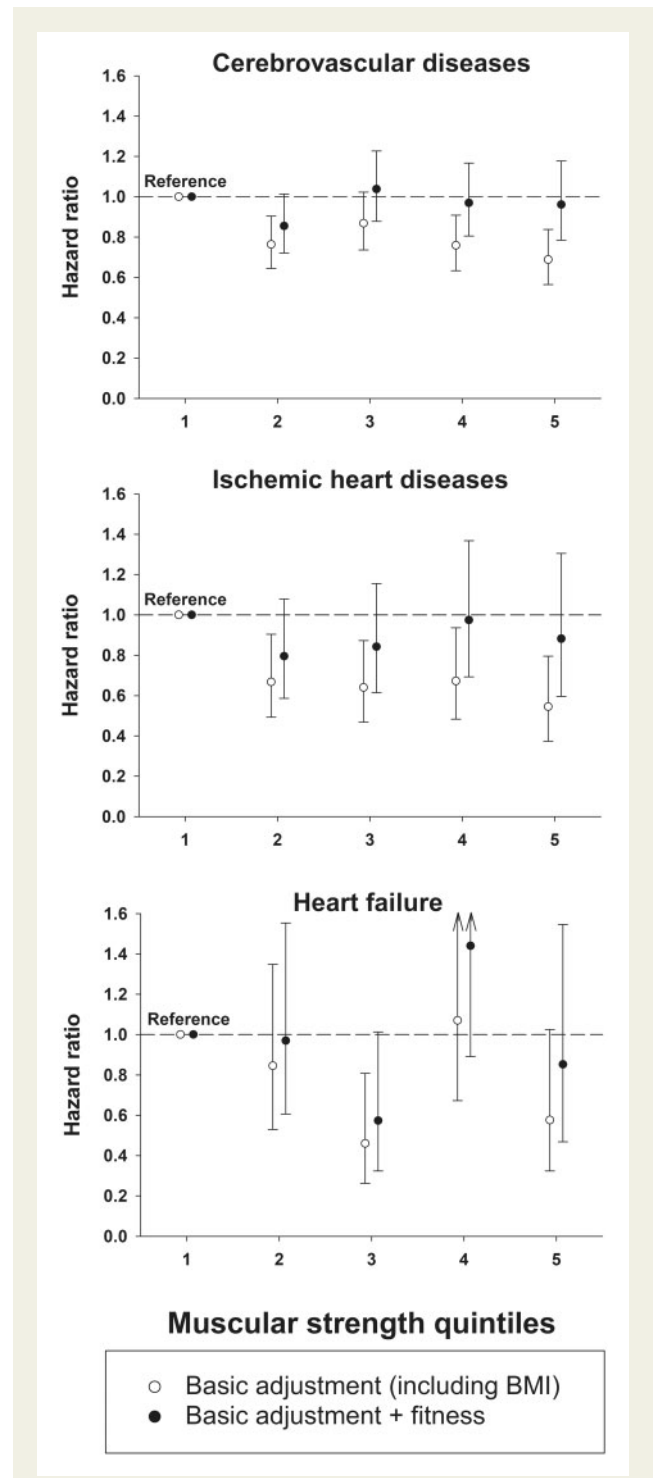 Cerebrovascular diseases
1.6
1.4
1.2
1.0
0.8
0.6
0.4
0.2
0.0
Hazard ratio
Reference
1 2 3 4 5
Ischemic heart diseases
1.6
1.4
1.2
1.0
0.8
0.6
0.4
0.2
0.0
Hazard ratio
Reference
1 2 3 4 5
Heart failure
1.6
1.4
1.2
1.0
0.8
0.6
0.4
0.2
0.0
Hazard ratio
Reference
1 2 3 4 5
Muscular strength quintiles
Basic adjustment (including BMI)
Basic adjustment + fitness